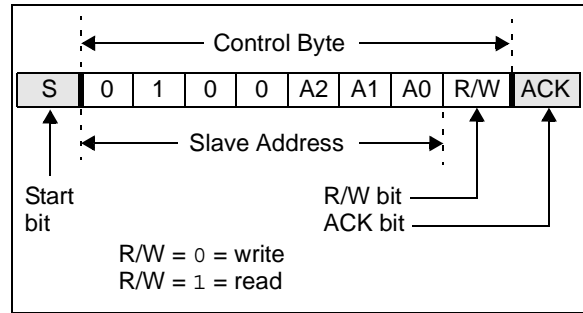 Control Byte
S 0 1 0 0 A2 A1 A0 R/W ACK
Slave Address
Start
bit
R/W bit
ACK bit
R/W = 0 = write
R/W = 1 = read